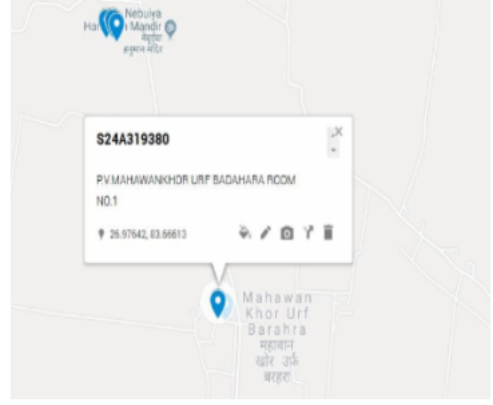 Nebuiya
Mandir
हनुमान मंदिर
S24A319380
P.V.MAHAWANKHOR URF BADAHARA ROOM
NO.1
26.97642, 83.66613
Mahawan
Khor Urf
Barahra
महावान
खोर उर्फ
बरहरा